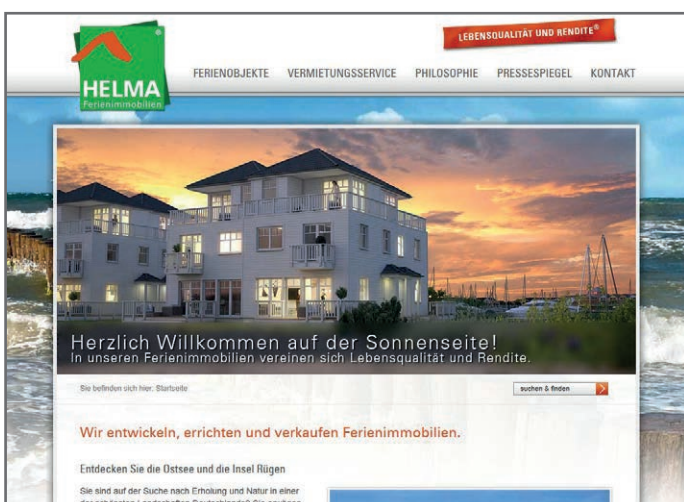 LEBENSQUALITÄT UND RENDITE®
HELMA
Ferienimmobilien
FERIENOBJEKTE VERMIETUNGSSERVICE PHILOSOPHIE PRESSESPIEGEL KONTAKT
Herzlich Willkommen auf der Sonnenseite!
In unseren Ferienimmobilien vereinen sich Lebensqualität und Rendite.
Sie befinden sich hier: Startseite
suchen & finden
Wir entwickeln, errichten und verkaufen Ferienimmobilien.
Entdecken Sie die Ostsee und die Insel Rügen
Sie sind auf der Suche nach Erholung und Natur in einer